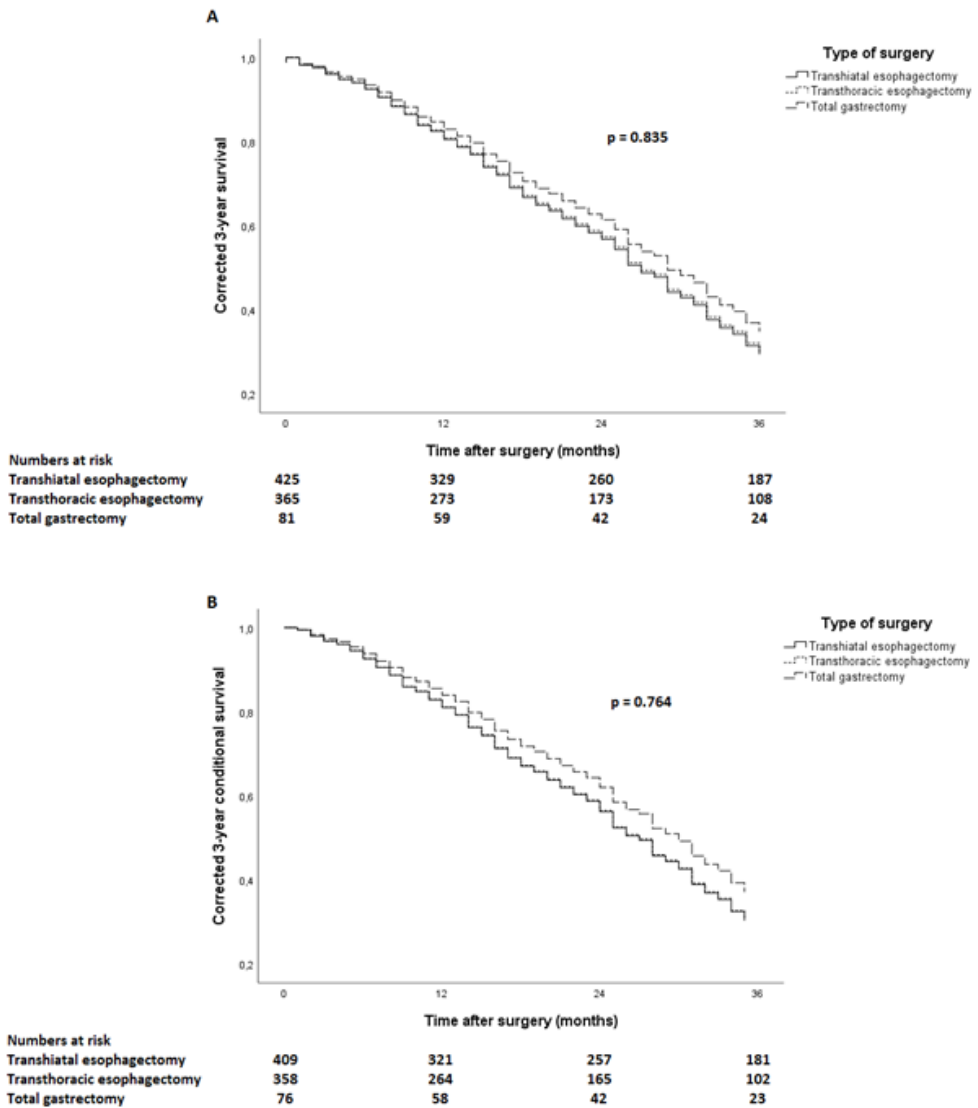 A
Type of surgery
Transhiatal esophagectomy
Transthoracic esophagectomy
Total gastrectomy
p = 0.835
Corrected 3-year survival
1,0
0,8
0,6
0,4
0,2
0 12 24 36
Time after surgery (months)
Numbers at risk
Transhiatal esophagectomy 425 329 260 187
Transthoracic esophagectomy 365 273 173 108
Total gastrectomy 81 59 42 24
B
Type of surgery
Transhiatal esophagectomy
Transthoracic esophagectomy
Total gastrectomy
p = 0.764
Corrected 3-year conditional survival
1,0
0,8
0,6
0,4
0,2
0 12 24 36
Time after surgery (months)
Numbers at risk
Transhiatal esophagectomy 409 321 257 181
Transthoracic esophagectomy 358 264 165 102
Total gastrectomy 76 58 42 23